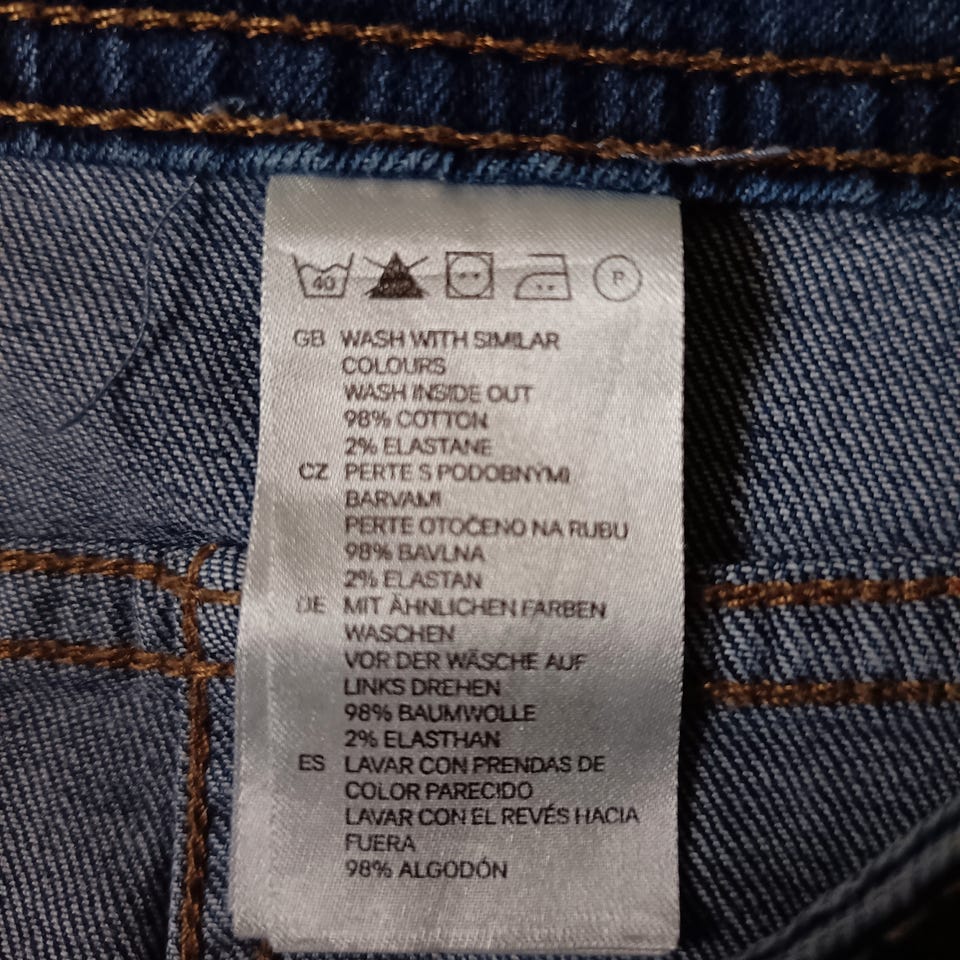 40
P
GB WASH WITH SIMILAR
COLOURS
WASH INSIDE OUT
98% COTTON
2% ELASTANE
CZ PERTE S PODOBNÝMI
BARVAMI
PERTE OTOČENO NA RUBU
98% BAVLNA
2% ELASTAN
DE MIT ÄHNLICHEN FARBEN
WASCHEN
VOR DER WÄSCHE AUF
LINKS DREHEN
98% BAUMWOLLE
2% ELASTHAN
ES LAVAR CON PRENDAS DE
COLOR PARECIDO
LAVAR CON EL REVÉS HACIA
FUERA
98% ALGODÓN